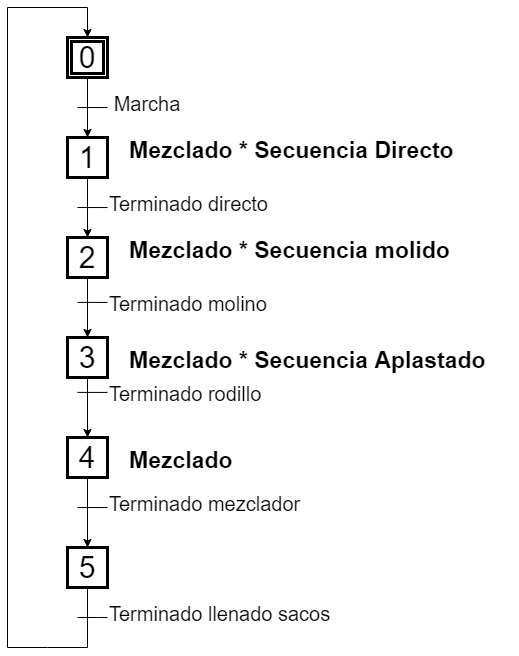 0
Marcha
1 Mezclado * Secuencia Directo
Terminado directo
2 Mezclado * Secuencia molido
Terminado molino
3 Mezclado * Secuencia Aplastado
Terminado rodillo
4 Mezclado
Terminado mezclador
5
Terminado llenado sacos